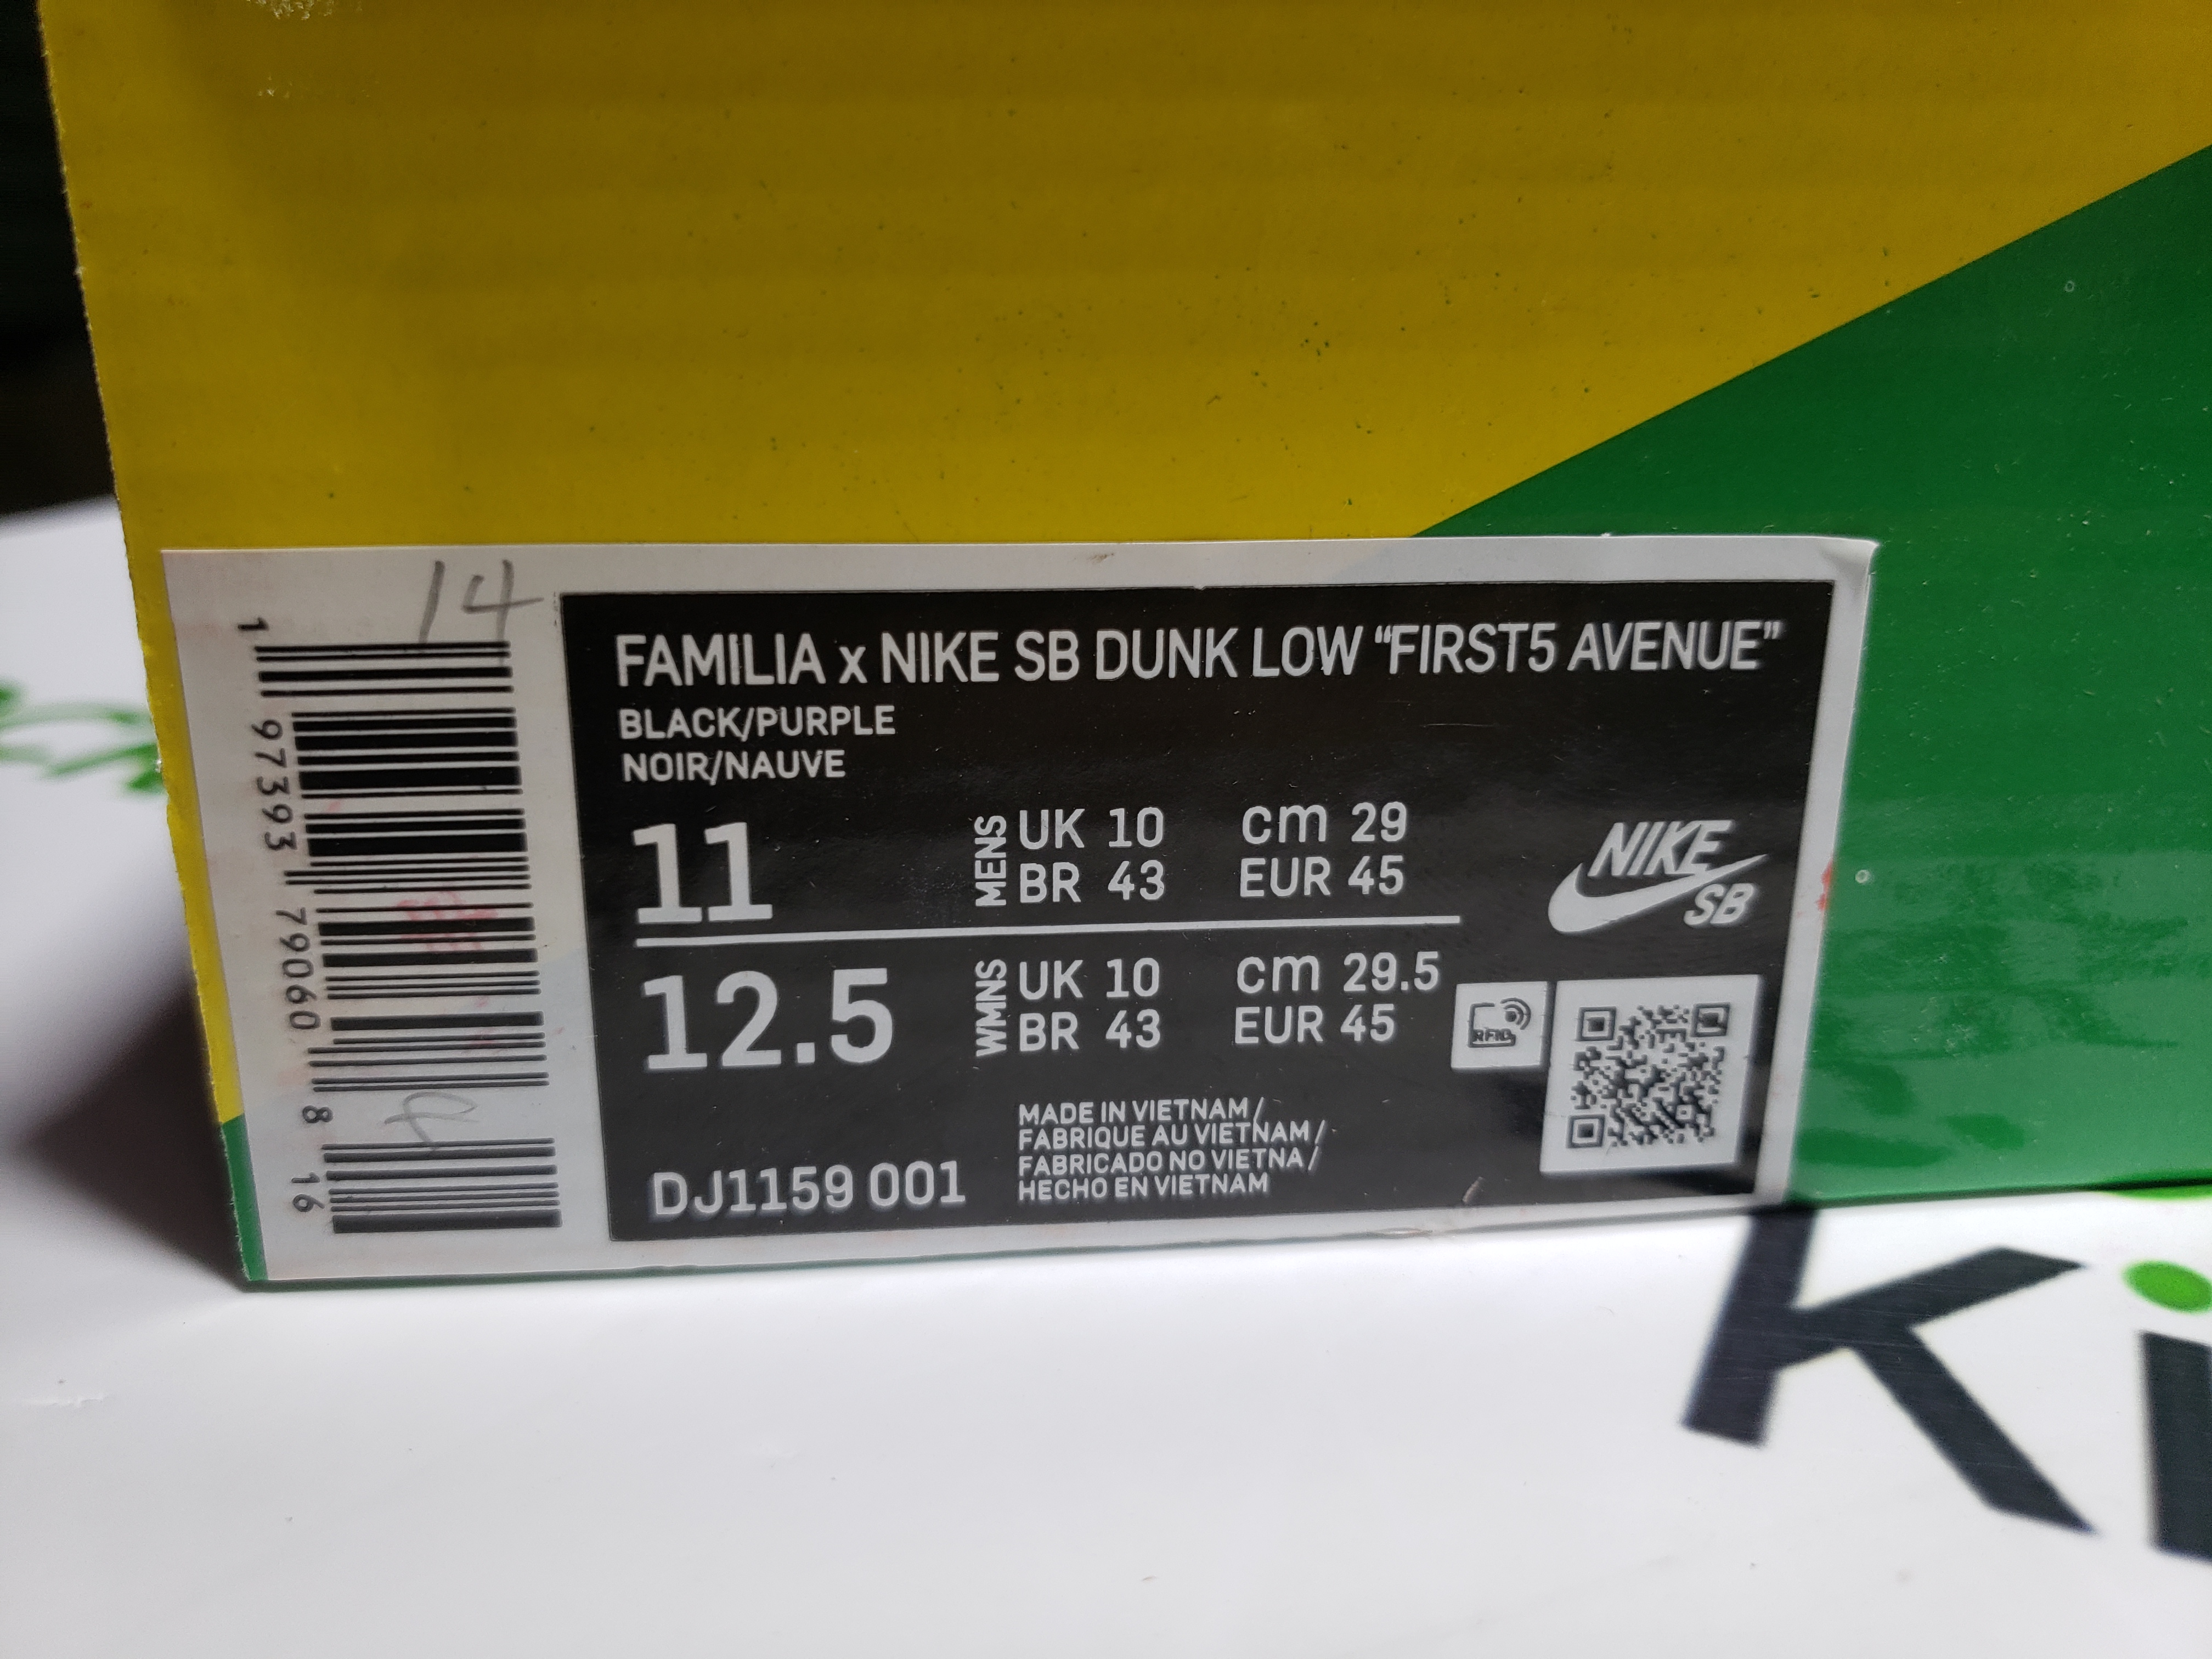 14
1 97393 79060 8 16
FAMILIA x NIKE SB DUNK LOW “FIRST5 AVENUE”
BLACK/PURPLE
NOIR/NAUVE
11
MENS
UK 10 cm 29
BR 43 EUR 45
12.5
WMNS
UK 10 cm 29.5
BR 43 EUR 45
NIKE
SB
RFID
DJ1159 001
MADE IN VIETNAM/
FABRIQUE AU VIETNAM/
FABRICADO NO VIETNA/
HECHO EN VIETNAM
Ki